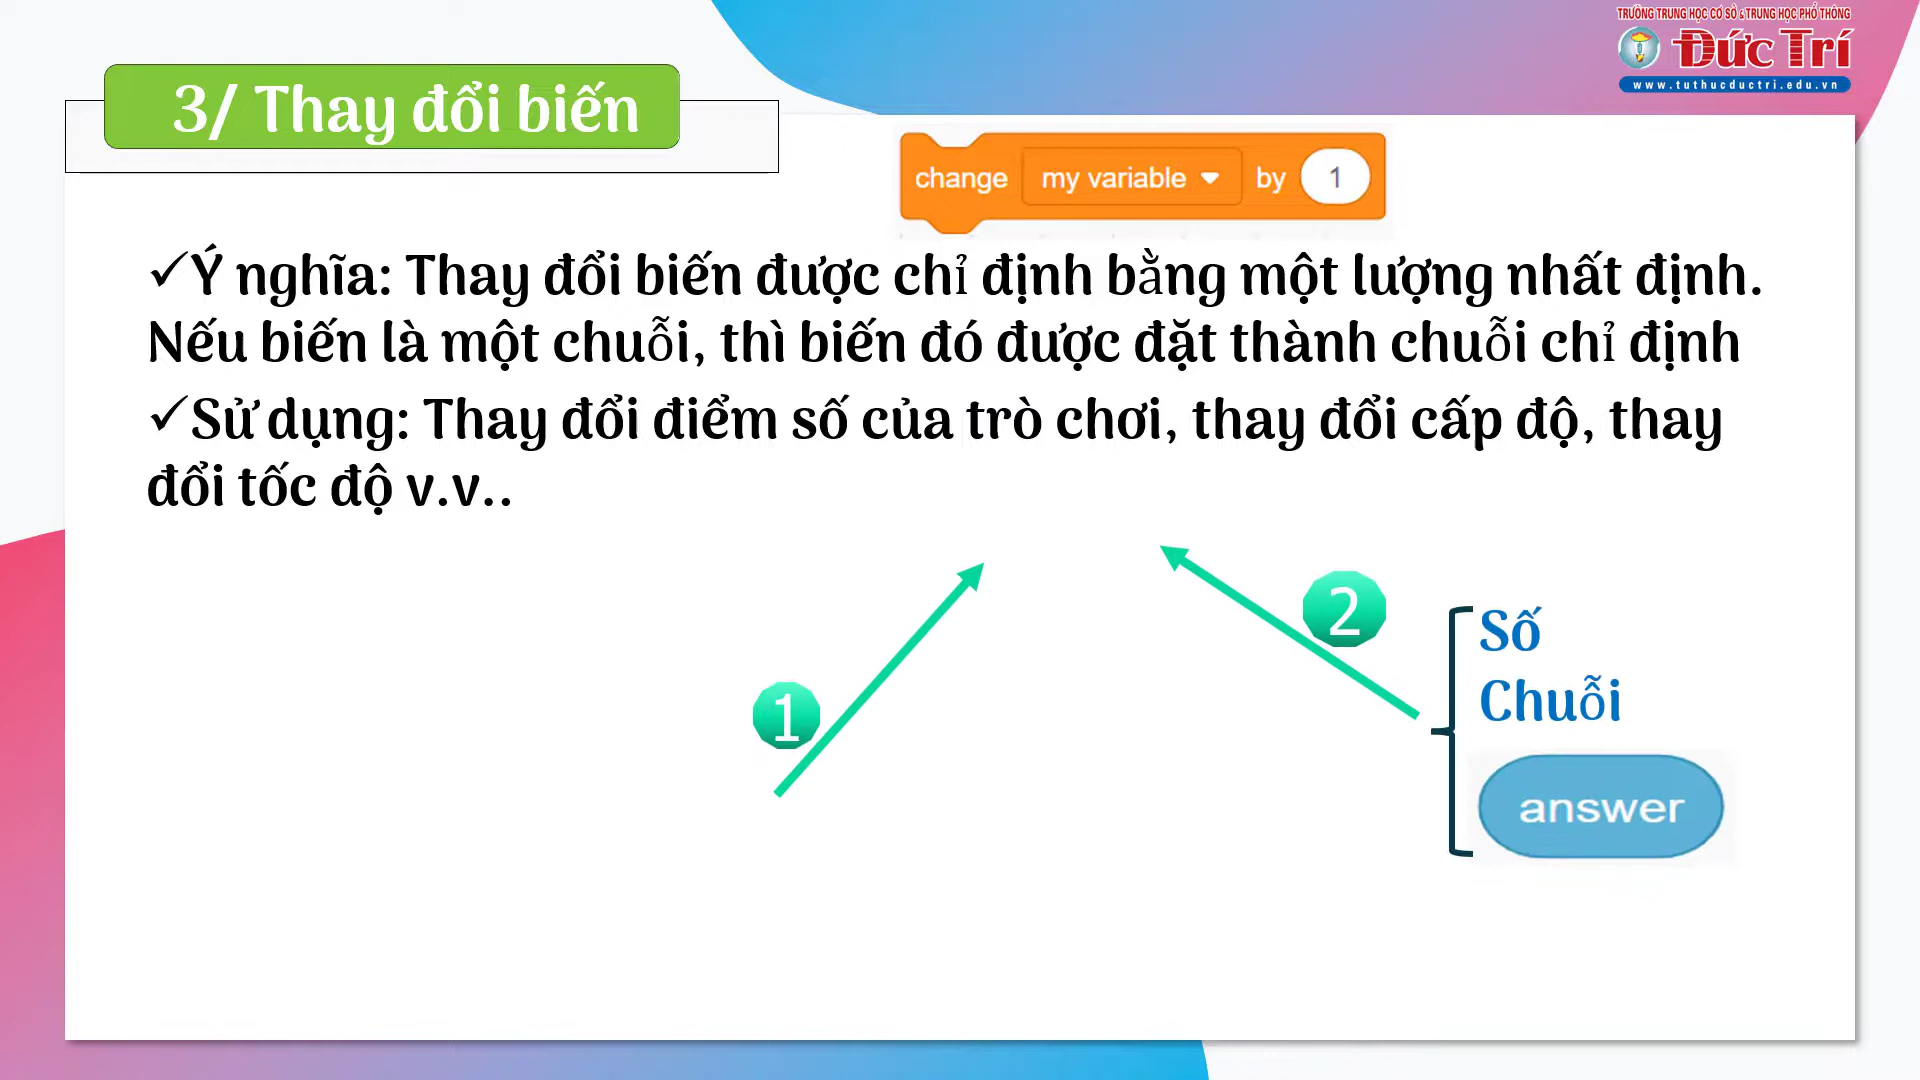 TRƯỜNG TRUNG HỌC CƠ SỞ & TRUNG HỌC PHỔ THÔNG
Đức Trí
www.tuthucductri.edu.vn
3/ Thay đổi biến
change my variable by 1
✓Ý nghĩa: Thay đổi biến được chỉ định bằng một lượng nhất định.
Nếu biến là một chuỗi, thì biến đó được đặt thành chuỗi chỉ định
✓Sử dụng: Thay đổi điểm số của trò chơi, thay đổi cấp độ, thay
đổi tốc độ v.v..
1
2
Số
Chuỗi
answer